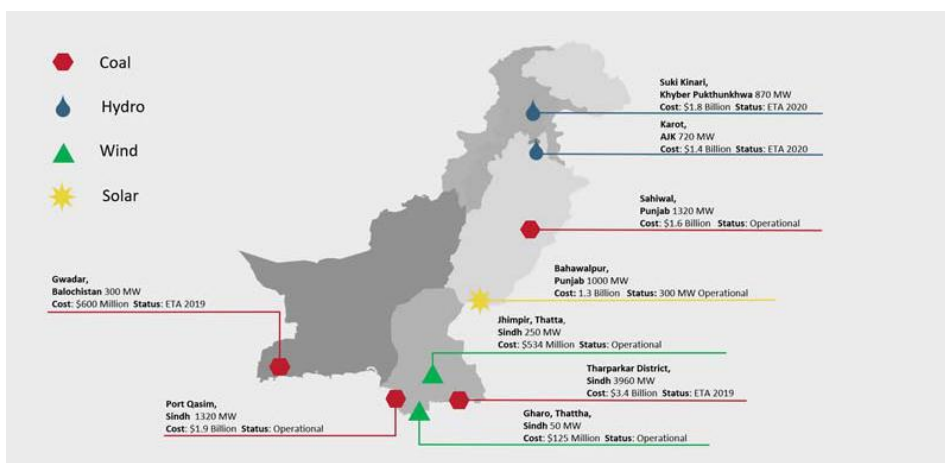 Coal
Hydro
Wind
Solar
Suki Kinari,
Khyber Pukthunkhwa 870 MW
Cost: $1.8 Billion Status: ETA 2020
Karot,
AJK 720 MW
Cost: $1.4 Billion Status: ETA 2020
Sahiwal,
Punjab 1320 MW
Cost: $1.6 Billion Status: Operational
Bahawalpur,
Punjab 1000 MW
Cost: 1.3 Billion Status: 300 MW Operational
Gwadar,
Balochistan 300 MW
Cost: $600 Million Status: ETA 2019
Jhimpir, Thatta,
Sindh 250 MW
Cost: $534 Million Status: Operational
Tharparkar District,
Sindh 3960 MW
Cost: $3.4 Billion Status: ETA 2019
Port Qasim,
Sindh 1320 MW
Cost: $1.9 Billion Status: Operational
Gharo, Thattha,
Sindh 50 MW
Cost: $125 Million Status: Operational